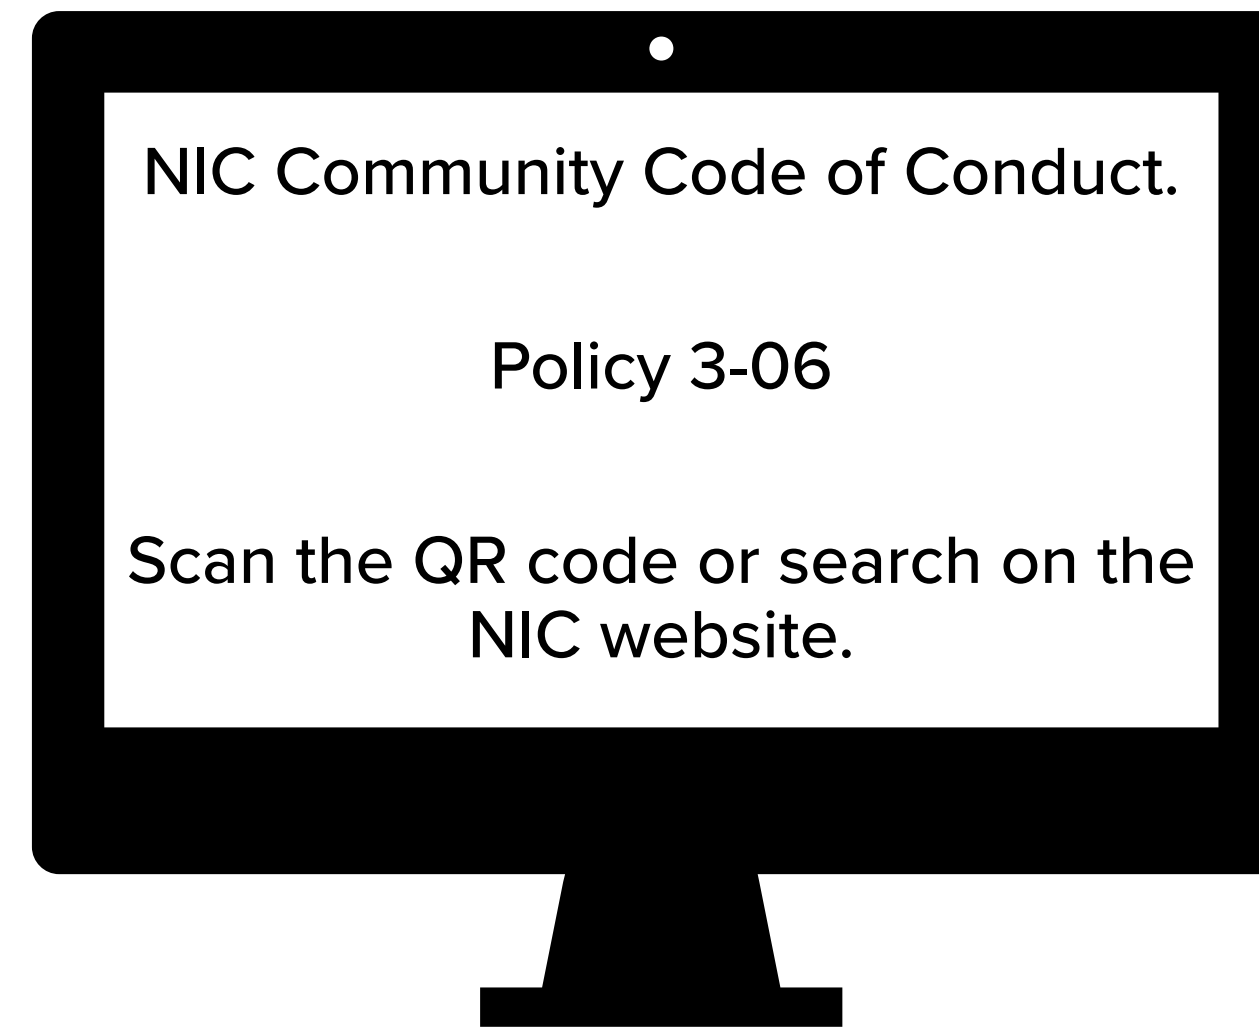 NIC Community Code of Conduct.
Policy 3-06
Scan the QR code or search on the
NIC website.